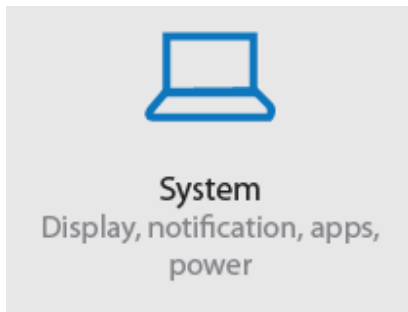 System
Display, notification, apps,
power